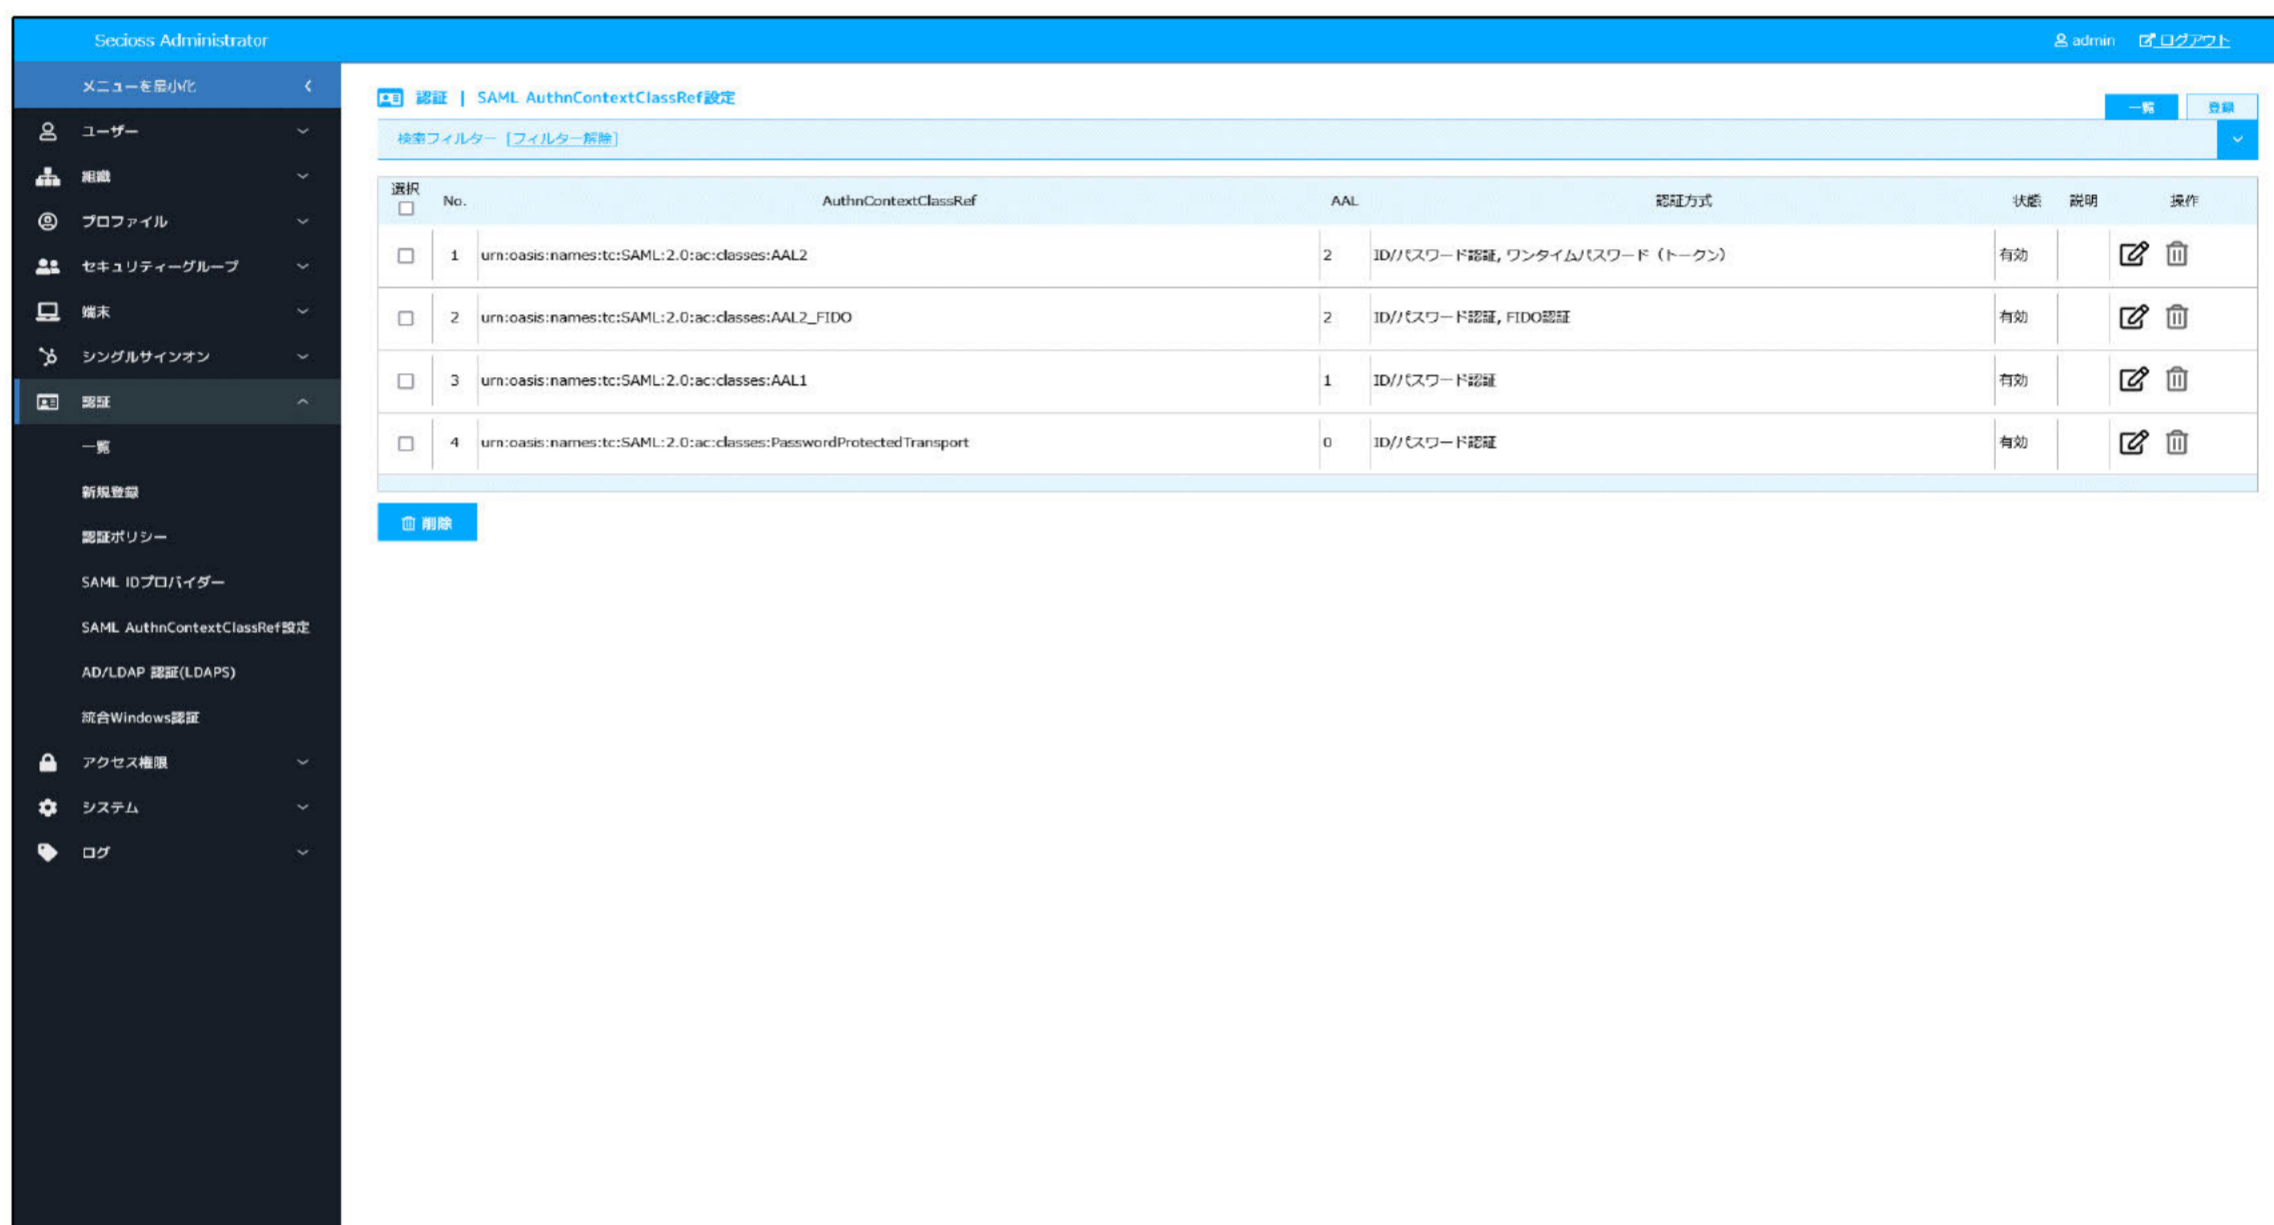 Secioss Administrator
admin ログアウト
メニューを最小化
ユーザー
組織
プロファイル
セキュリティーグループ
端末
シングルサインオン
認証
一覧
新規登録
認証ポリシー
SAML IDプロバイダー
SAML AuthnContextClassRef設定
AD/LDAP 認証(LDAPS)
統合Windows認証
アクセス権限
システム
ログ
認証 | SAML AuthnContextClassRef設定
一覧 登録
検索フィルター [フィルター解除]
選択 No. AuthnContextClassRef AAL 認証方式 状態 説明 操作
1 urn:oasis:names:tc:SAML:2.0:ac:classes:AAL2 2 ID/パスワード認証, ワンタイムパスワード（トークン） 有効
2 urn:oasis:names:tc:SAML:2.0:ac:classes:AAL2_FIDO 2 ID/パスワード認証, FIDO認証 有効
3 urn:oasis:names:tc:SAML:2.0:ac:classes:AAL1 1 ID/パスワード認証 有効
4 urn:oasis:names:tc:SAML:2.0:ac:classes:PasswordProtectedTransport 0 ID/パスワード認証 有効
削除